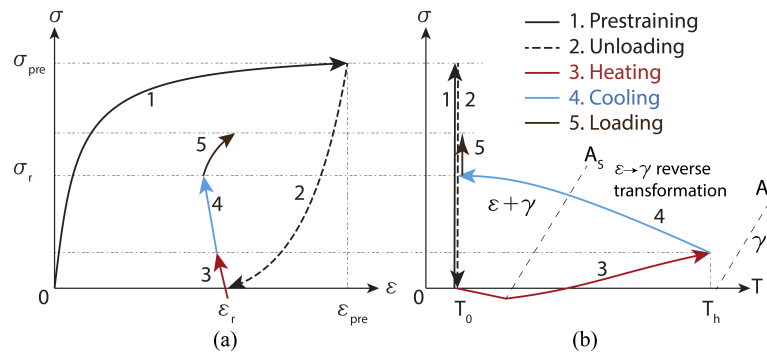 σ
σpre
σr
0
1
2
3
4
5
εr
εpre
ε
(a)
σ
0
1
2
5
3
4
ε+γ
AS
ε→γ reverse
transformation
A
γ
T0
Th
T
(b)
1. Prestraining
2. Unloading
3. Heating
4. Cooling
5. Loading